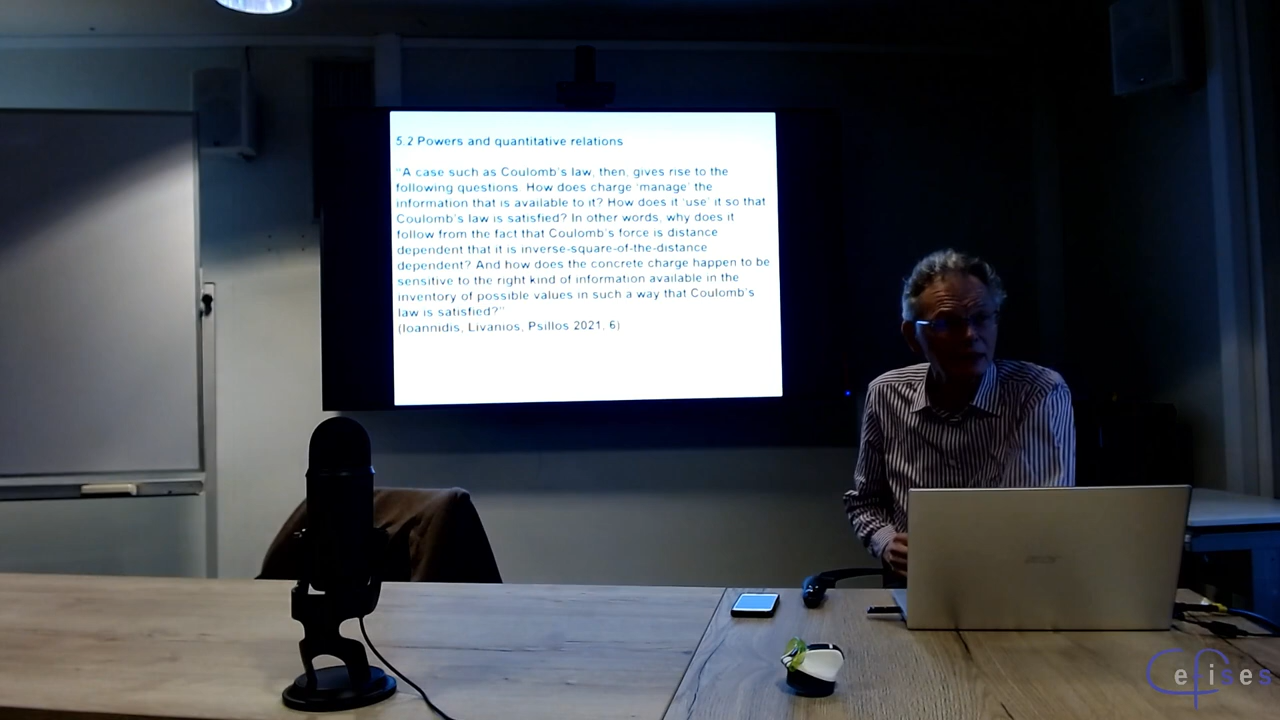 5.2 Powers and quantitative relations
"A case such as Coulomb's law, then, gives rise to the
following questions. How does charge 'manage' the
information that is available to it? How does it 'use' it so that
Coulomb's law is satisfied? In other words, why does it
follow from the fact that Coulomb's force is distance
dependent that it is inverse-square-of-the-distance
dependent? And how does the concrete charge happen to be
sensitive to the right kind of information available in the
inventory of possible values in such a way that Coulomb's
law is satisfied?"
(Ioannidis, Livanios, Psillos 2021, 6)
acer
Cefises